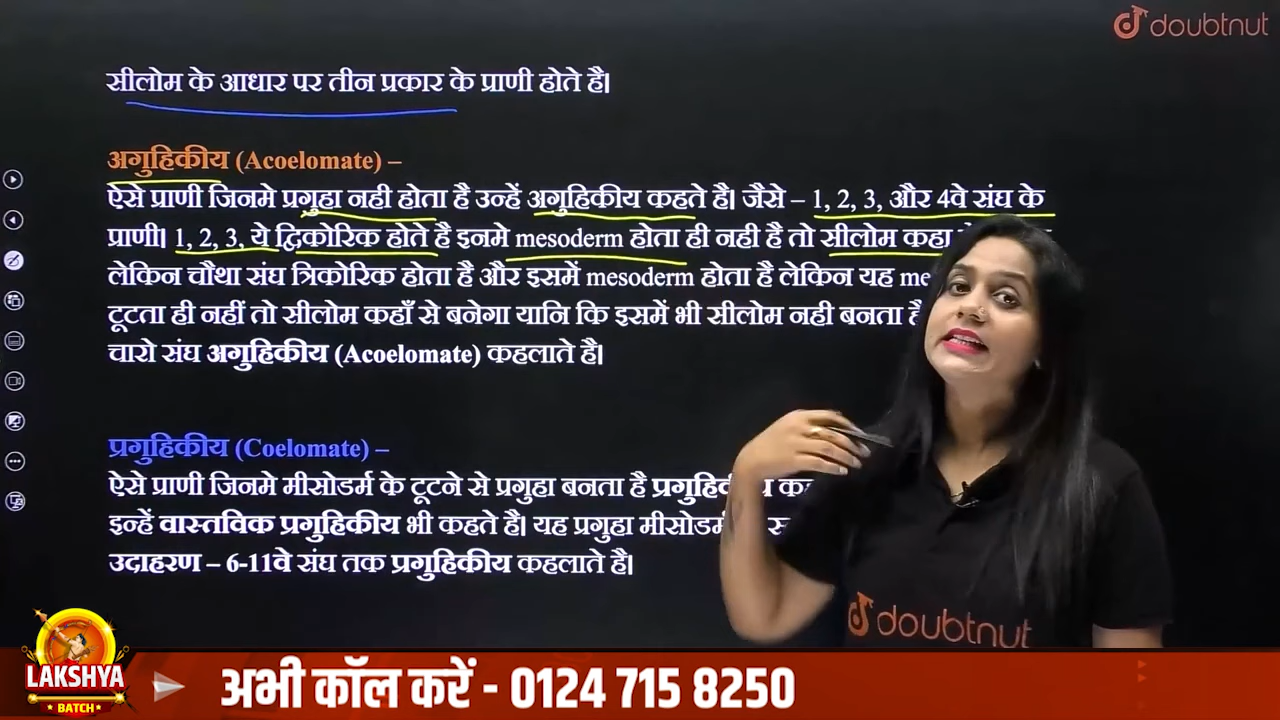 doubtnut
सीलोम के आधार पर तीन प्रकार के प्राणी होते है।
अगुहिकीय (Acoelomate) –
ऐसे प्राणी जिनमे प्रगुहा नही होता है उन्हें अगुहिकीय कहते है। जैसे – 1, 2, 3, और 4वे संघ के
प्राणी। 1, 2, 3, ये द्विकोरिक होते है इनमे mesoderm होता ही नही है तो सीलोम कहा
लेकिन चौथा संघ त्रिकोरिक होता है और इसमें mesoderm होता है लेकिन यह me
टूटता ही नहीं तो सीलोम कहाँ से बनेगा यानि कि इसमें भी सीलोम नही बनता है
चारो संघ अगुहिकीय (Acoelomate) कहलाते है।
प्रगुहिकीय (Coelomate) –
ऐसे प्राणी जिनमे मीसोडर्म के टूटने से प्रगुहा बनता है
इन्हें वास्तविक प्रगुहिकीय भी कहते है। यह प्रगुहा मीसोडर्म
उदाहरण – 6-11वे संघ तक प्रगुहिकीय कहलाते है।
doubtnut
LAKSHYA
BATCH
अभी कॉल करें - 0124 715 8250